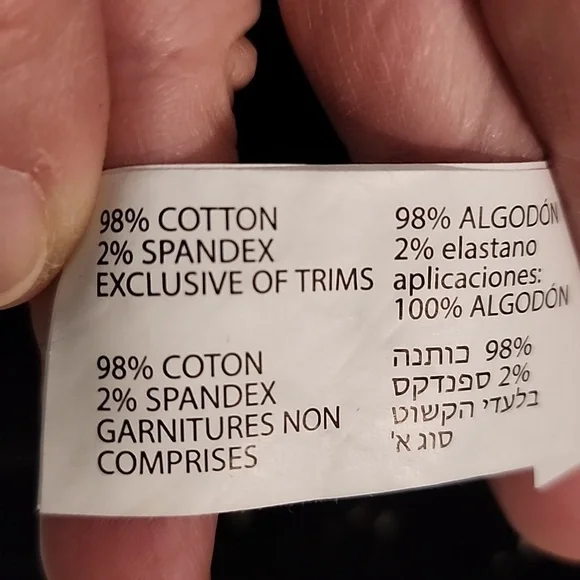 98% COTTON
2% SPANDEX
EXCLUSIVE OF TRIMS
98% ALGODÓN
2% elastano
aplicaciones:
100% ALGODÓN
98% COTON
2% SPANDEX
GARNITURES NON
COMPRISES
98% כותנה
2% ספנדקס
בלעדי הקשוט
סוג א'